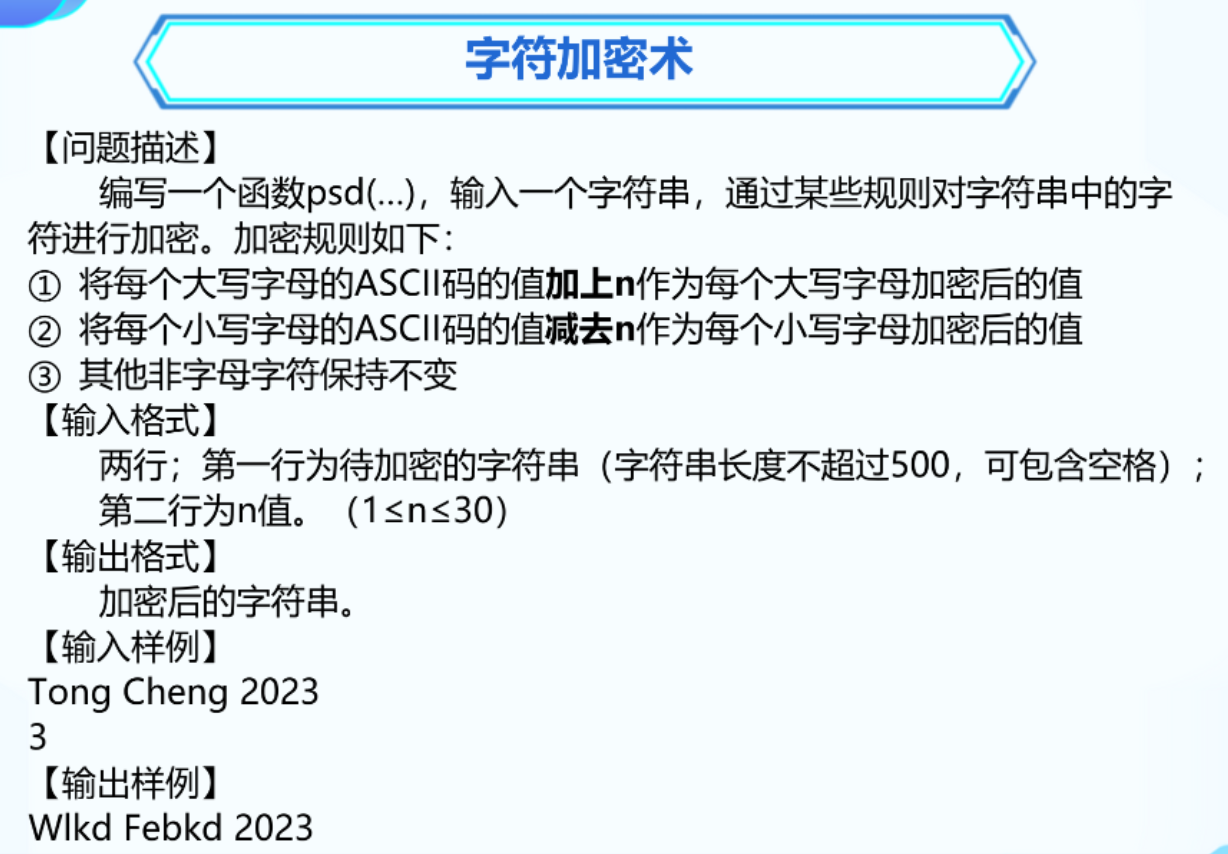 字符加密术
【问题描述】
编写一个函数psd(...)，输入一个字符串，通过某些规则对字符串中的字
符进行加密。加密规则如下：
① 将每个大写字母的ASCII码的值加上n作为每个大写字母加密后的值
② 将每个小写字母的ASCII码的值减去n作为每个小写字母加密后的值
③ 其他非字母字符保持不变
【输入格式】
两行；第一行为待加密的字符串（字符串长度不超过500，可包含空格）；
第二行为n值。（1≤n≤30）
【输出格式】
加密后的字符串。
【输入样例】
Tong Cheng 2023
3
【输出样例】
Wlkd Febkd 2023